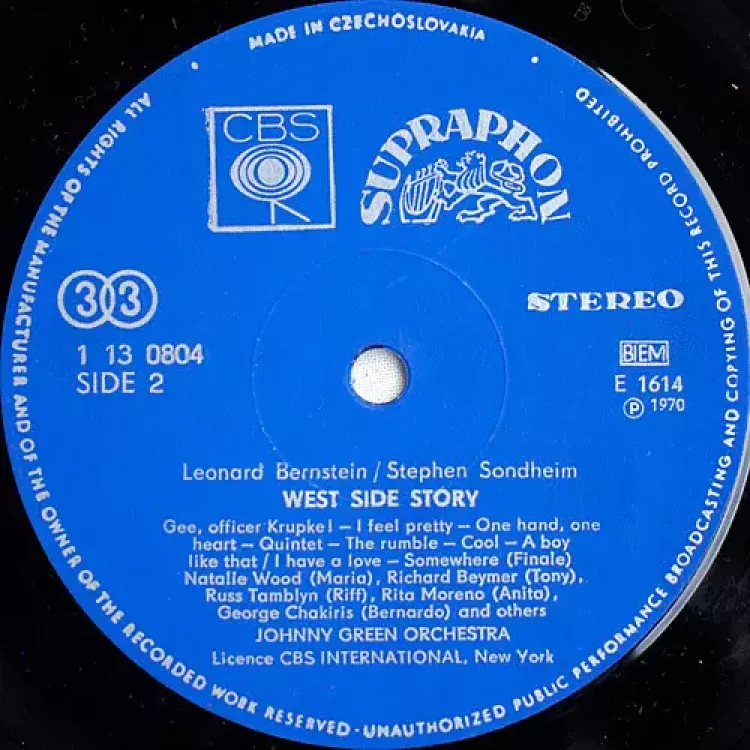 MADE IN CZECHOSLOVAKIA
ALL RIGHTS OF THE MANUFACTURER AND OF THE OWNER OF THE RECORDED WORK RESERVED - UNAUTHORIZED PUBLIC PERFORMANCE BROADCASTING AND COPYING OF THIS RECORD PROHIBITED
CBS
SUPRAPHON
33
STEREO
1 13 0804
SIDE 2
BIEM
E 1614
Ⓟ 1970
Leonard Bernstein / Stephen Sondheim
WEST SIDE STORY
Gee, officer Krupke! – I feel pretty – One hand, one
heart – Quintet – The rumble – Cool – A boy
like that / I have a love – Somewhere (Finale)
Natalie Wood (Maria), Richard Beymer (Tony),
Russ Tamblyn (Riff), Rita Moreno (Anita),
George Chakiris (Bernardo) and others
JOHNNY GREEN ORCHESTRA
Licence CBS INTERNATIONAL, New York